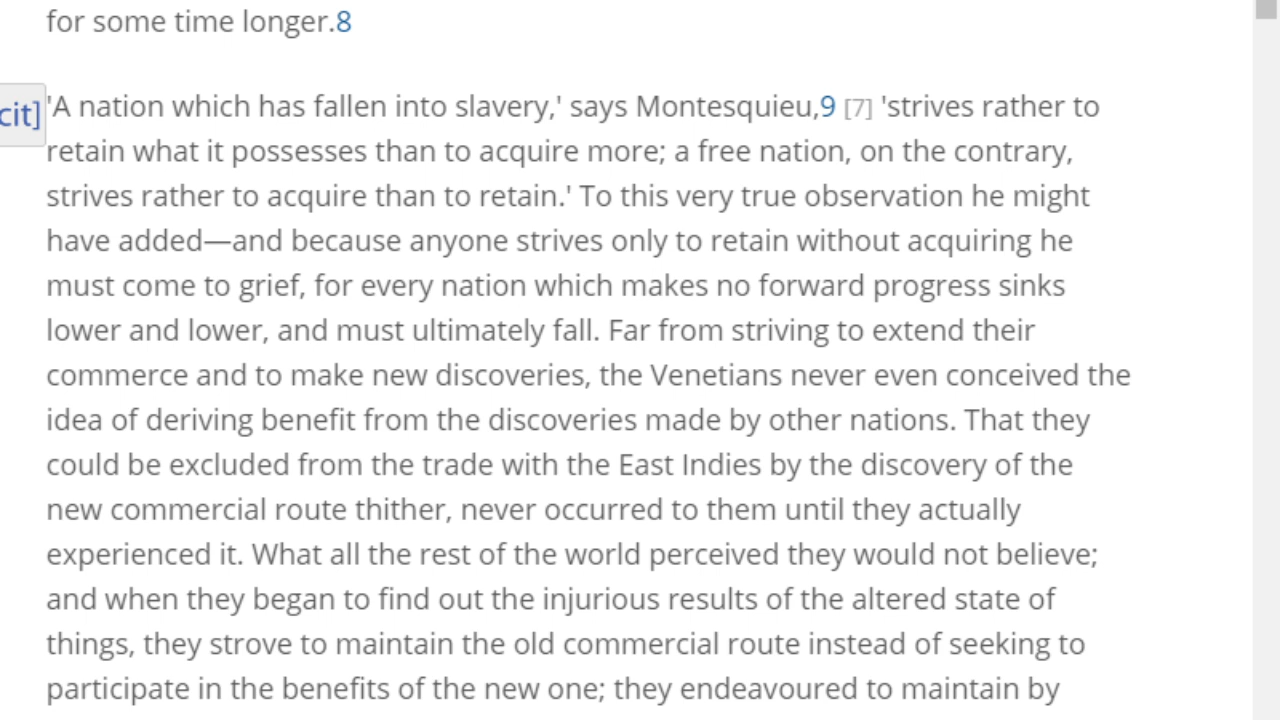 for some time longer.8
cit]
'A nation which has fallen into slavery,' says Montesquieu,9 [7] 'strives rather to
retain what it possesses than to acquire more; a free nation, on the contrary,
strives rather to acquire than to retain.' To this very true observation he might
have added—and because anyone strives only to retain without acquiring he
must come to grief, for every nation which makes no forward progress sinks
lower and lower, and must ultimately fall. Far from striving to extend their
commerce and to make new discoveries, the Venetians never even conceived the
idea of deriving benefit from the discoveries made by other nations. That they
could be excluded from the trade with the East Indies by the discovery of the
new commercial route thither, never occurred to them until they actually
experienced it. What all the rest of the world perceived they would not believe;
and when they began to find out the injurious results of the altered state of
things, they strove to maintain the old commercial route instead of seeking to
participate in the benefits of the new one; they endeavoured to maintain by